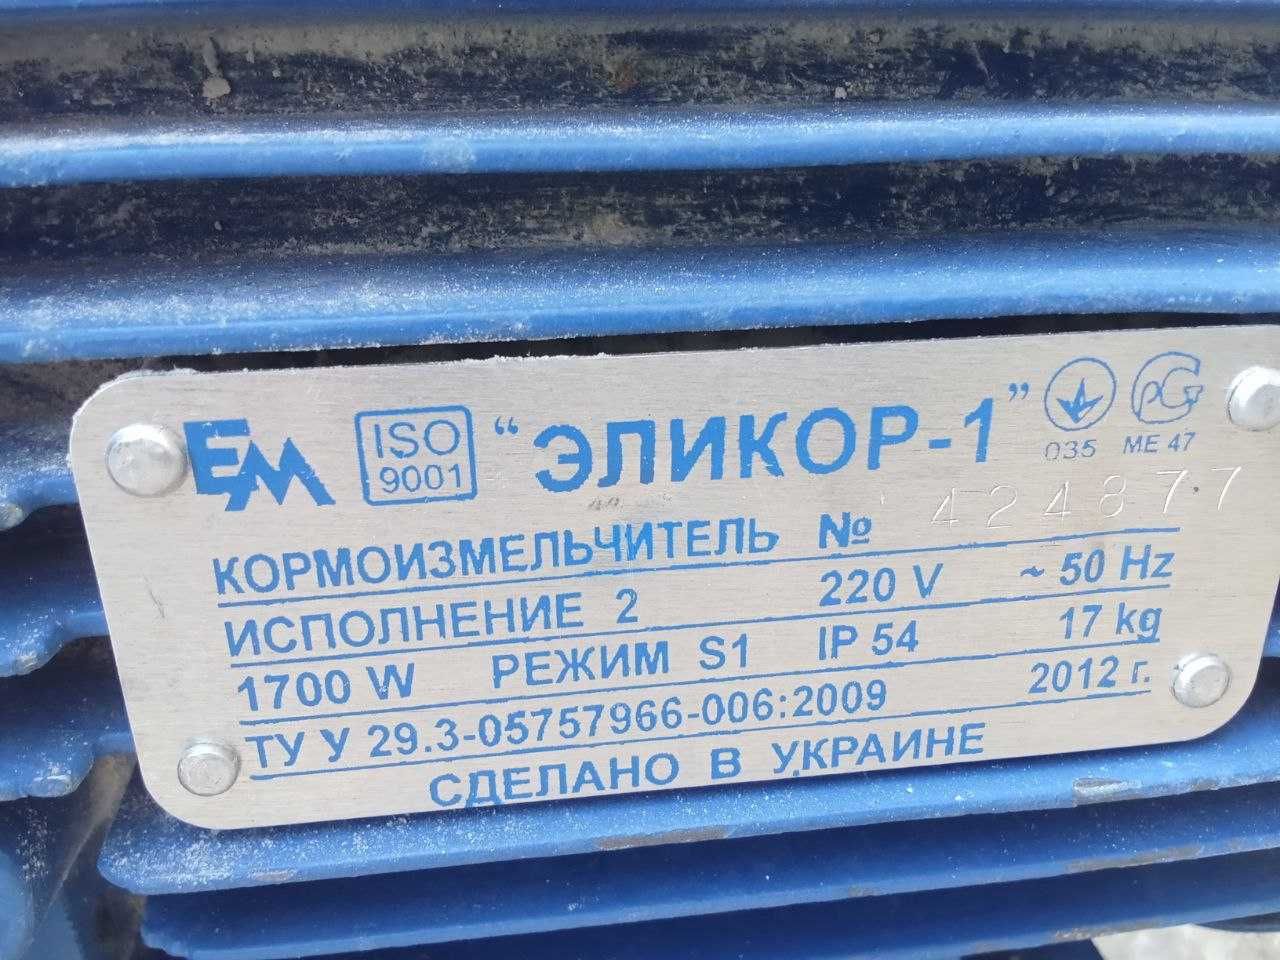 EM ISO 9001 "ЭЛИКОР-1"
035 МЕ 47
КОРМОИЗМЕЛЬЧИТЕЛЬ № 424877
ИСПОЛНЕНИЕ 2 220 V ~ 50 Hz
1700 W РЕЖИМ S1 IP 54 17 kg
ТУ У 29.3-05757966-006:2009 2012 г.
СДЕЛАНО В УКРАИНЕ